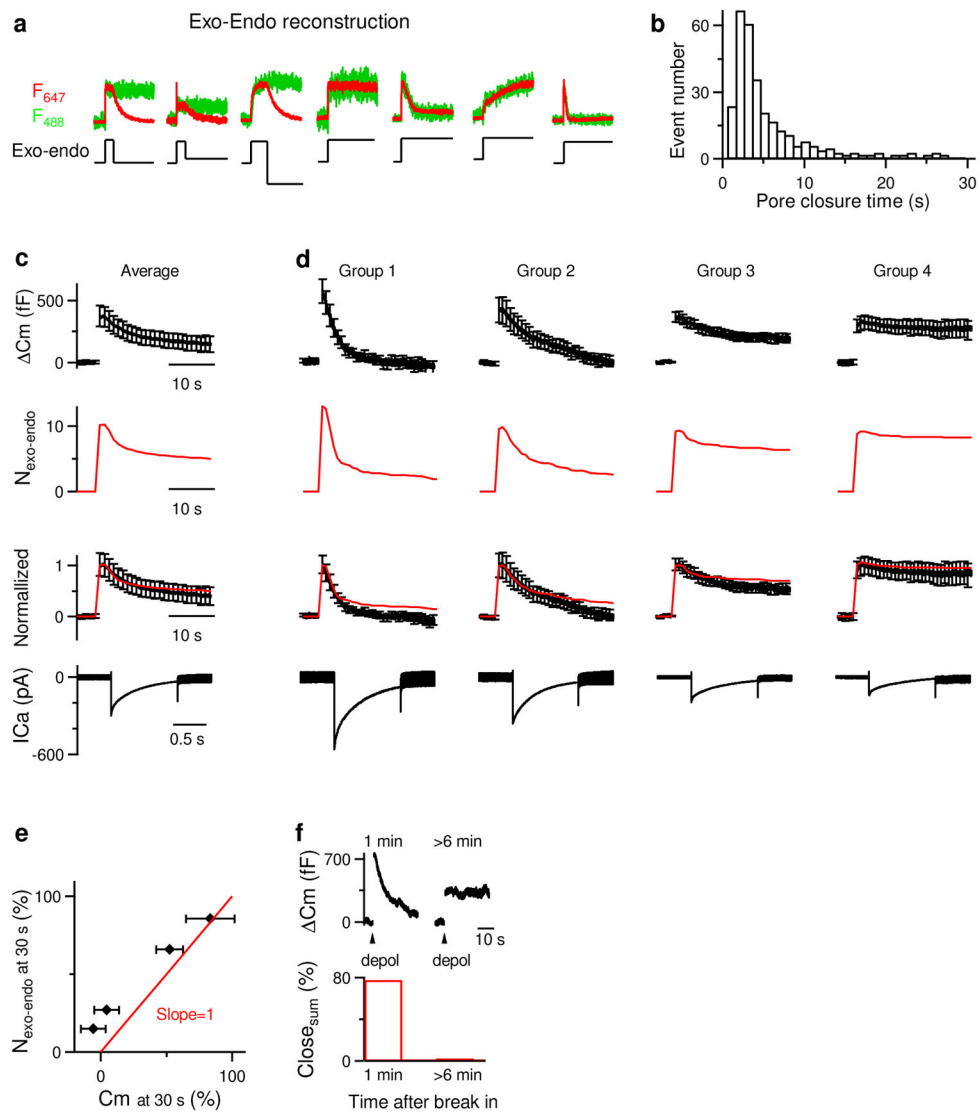 a
Exo-Endo reconstruction
F647
F488
Exo-endo
b
Event number
60
30
0
0 10 20 30
Pore closure time (s)
c
Average
ΔCm (fF)
500
0
10 s
Nexo-endo
10
0
10 s
Normallized
1
0
10 s
ICa (pA)
0
-600
0.5 s
d
Group 1
Group 2
Group 3
Group 4
e
Nexo-endo at 30 s (%)
100
0
Slope=1
0 100
Cm at 30 s (%)
f
1 min >6 min
ΔCm (fF)
700
0
10 s
depol depol
Closesum (%)
80
0
1 min >6 min
Time after break in